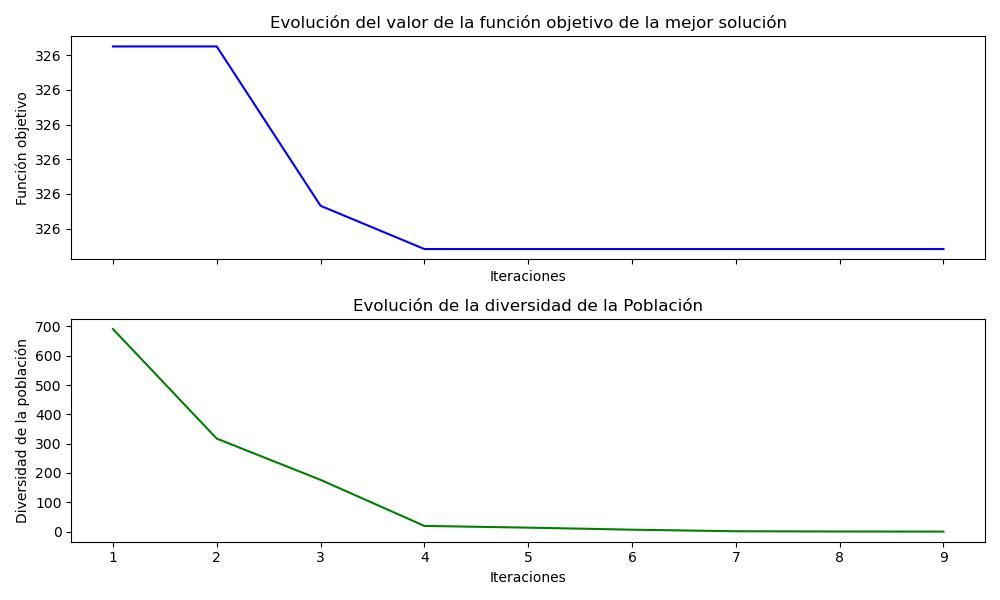 Evolución del valor de la función objetivo de la mejor solución
326
326
326
326
326
326
Función objetivo
Iteraciones
Evolución de la diversidad de la Población
700
600
500
400
300
200
100
0
Diversidad de la población
1 2 3 4 5 6 7 8 9
Iteraciones